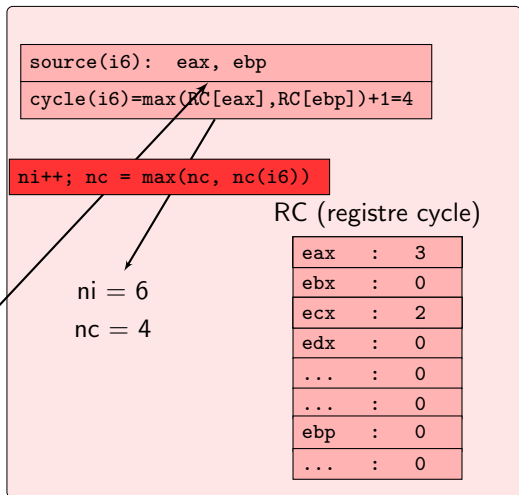 source(i6): eax, ebp
cycle(i6)=max(RC[eax],RC[ebp])+1=4
ni++; nc = max(nc, nc(i6))
ni = 6
nc = 4
RC (registre cycle)
eax : 3
ebx : 0
ecx : 2
edx : 0
... : 0
... : 0
ebp : 0
... : 0